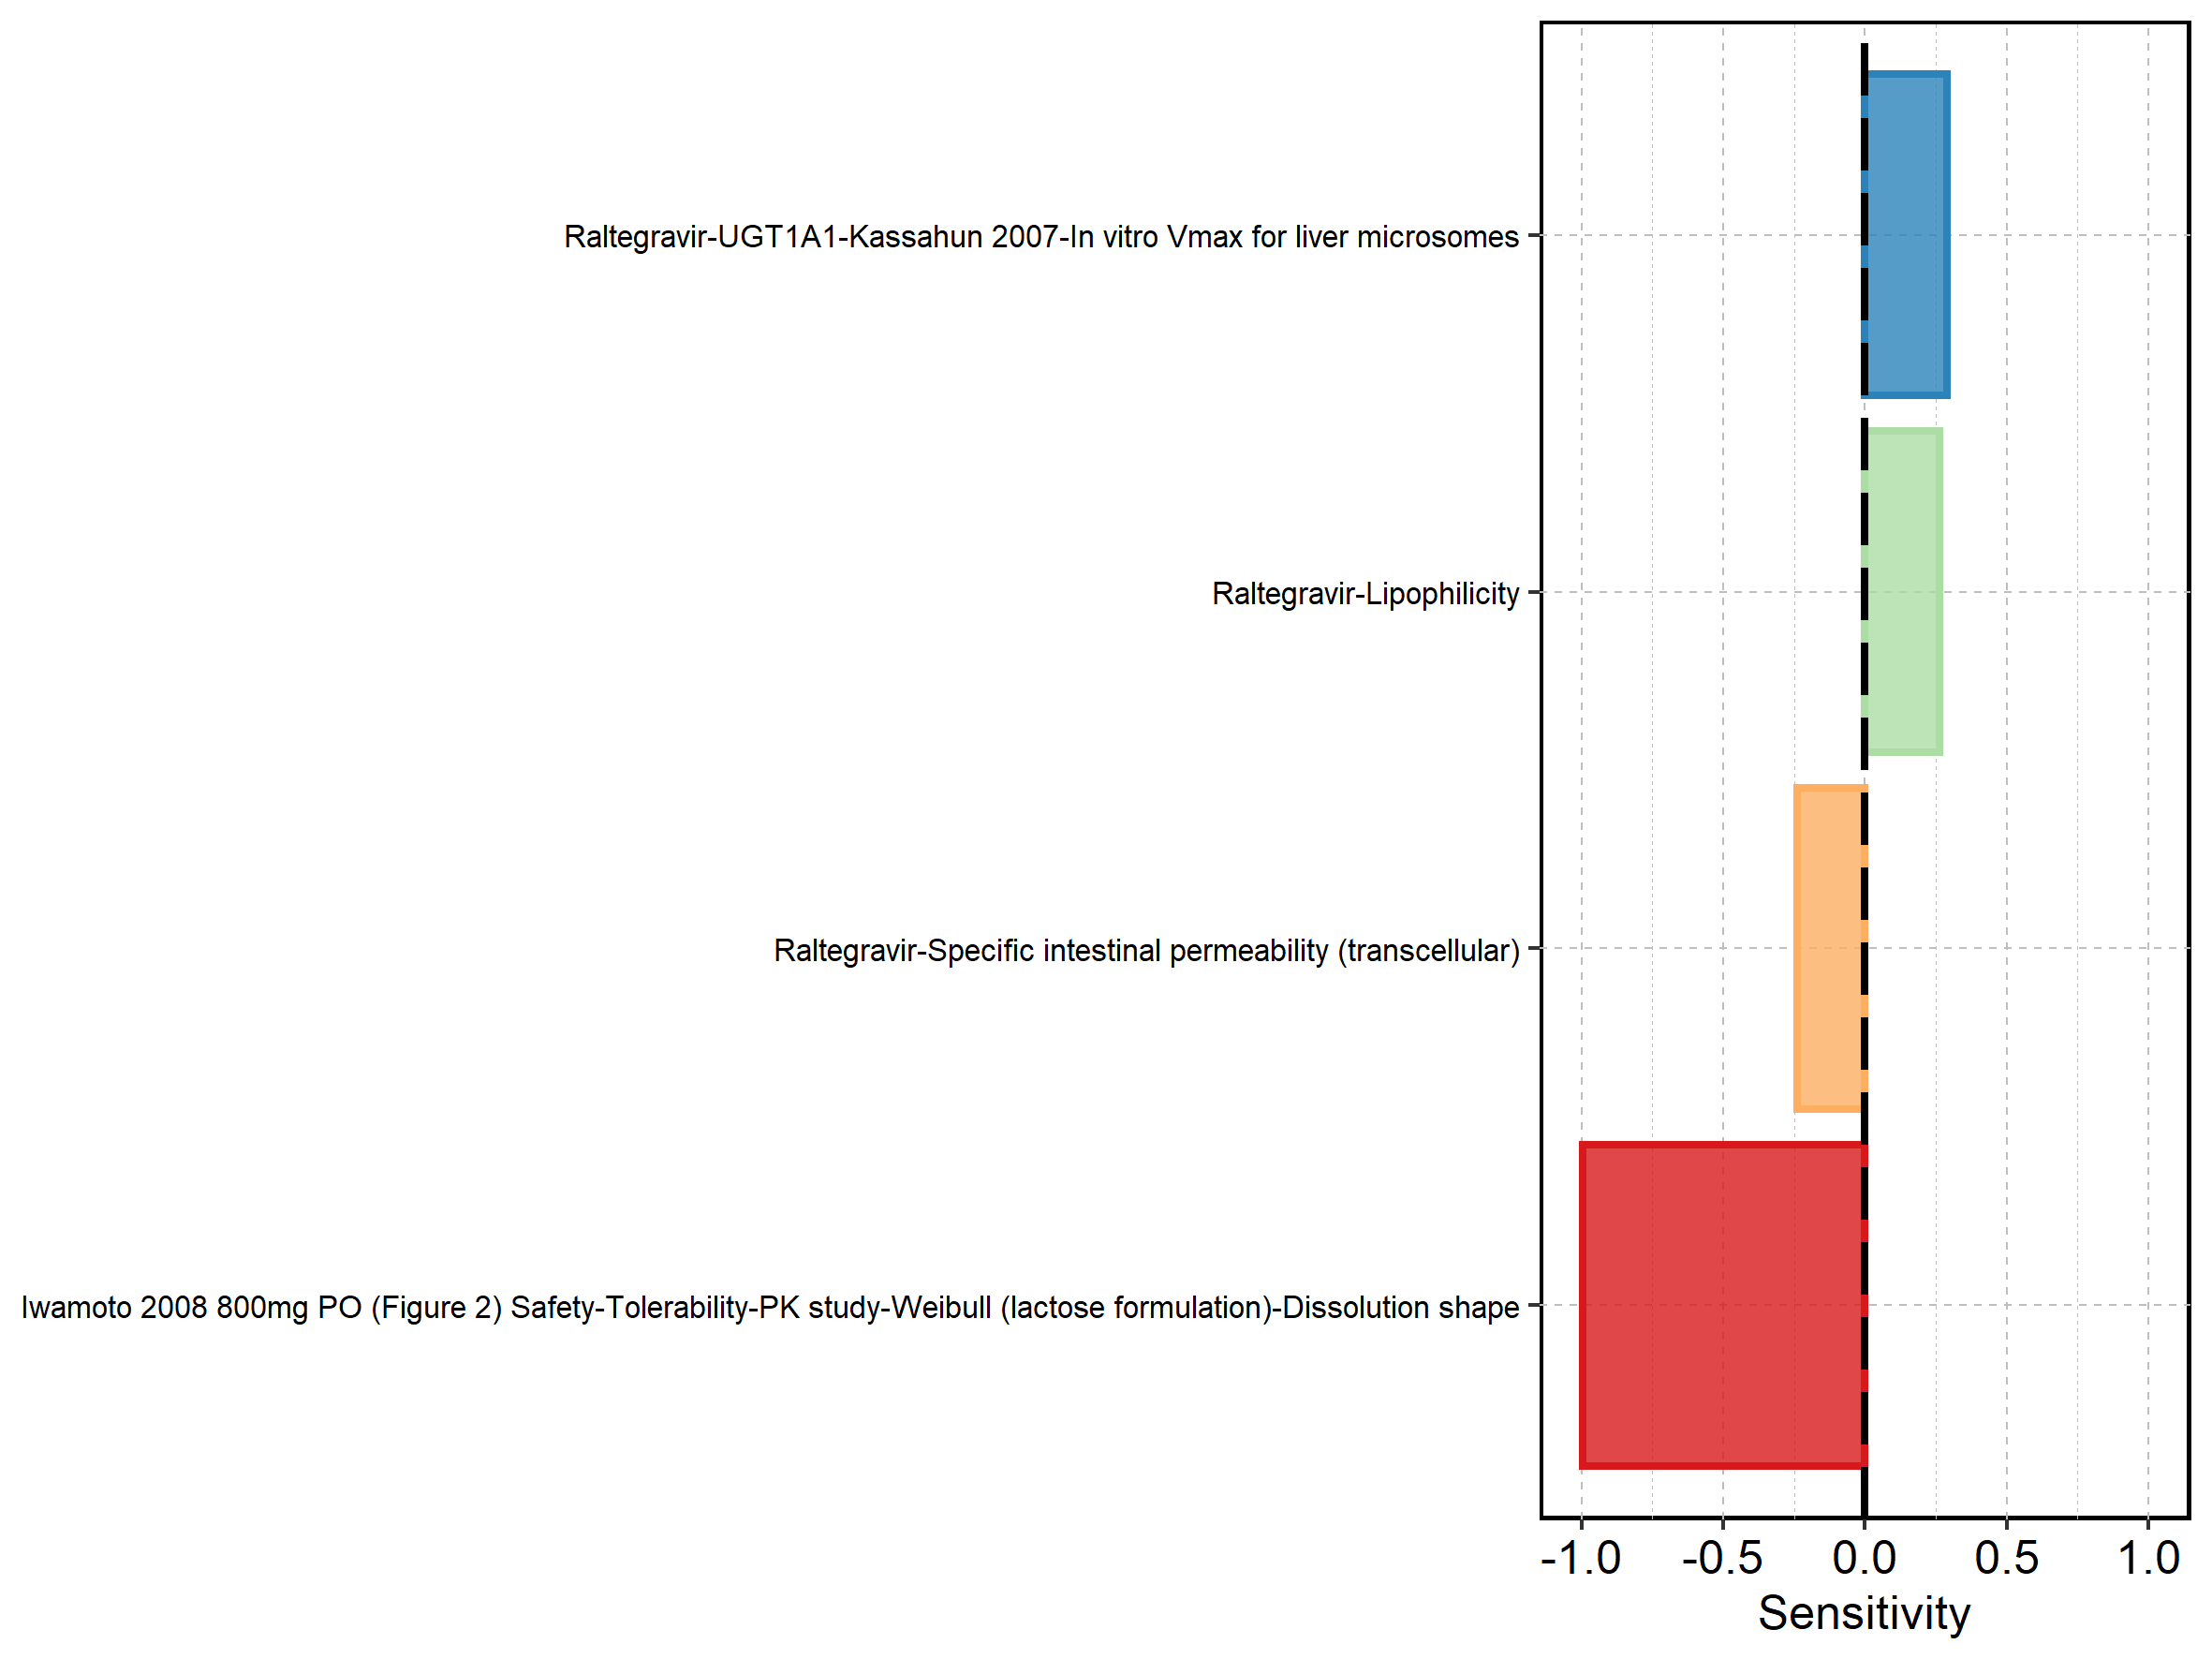 Raltegravir-UGT1A1-Kassahun 2007-In vitro Vmax for liver microsomes
Raltegravir-Lipophilicity
Raltegravir-Specific intestinal permeability (transcellular)
Iwamoto 2008 800mg PO (Figure 2) Safety-Tolerability-PK study-Weibull (lactose formulation)-Dissolution shape
-1.0 -0.5 0.0 0.5 1.0
Sensitivity